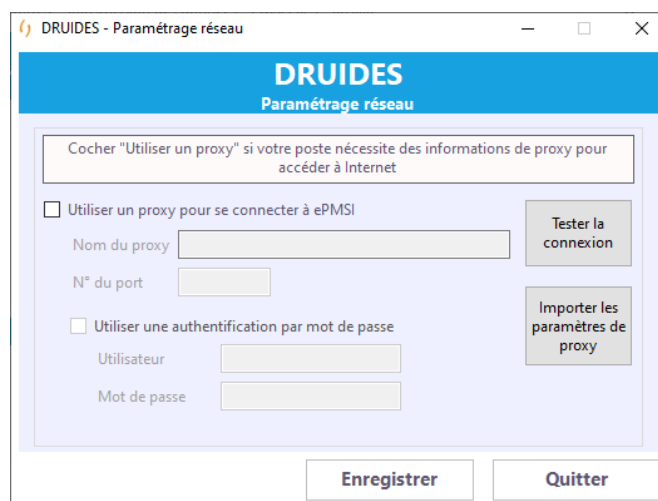 DRUIDES - Paramétrage réseau
DRUIDES
Paramétrage réseau
Cocher "Utiliser un proxy" si votre poste nécessite des informations de proxy pour
accéder à Internet
Utiliser un proxy pour se connecter à ePMSI
Tester la
connexion
Nom du proxy
N° du port
Importer les
paramètres de
proxy
Utiliser une authentification par mot de passe
Utilisateur
Mot de passe
Enregistrer
Quitter